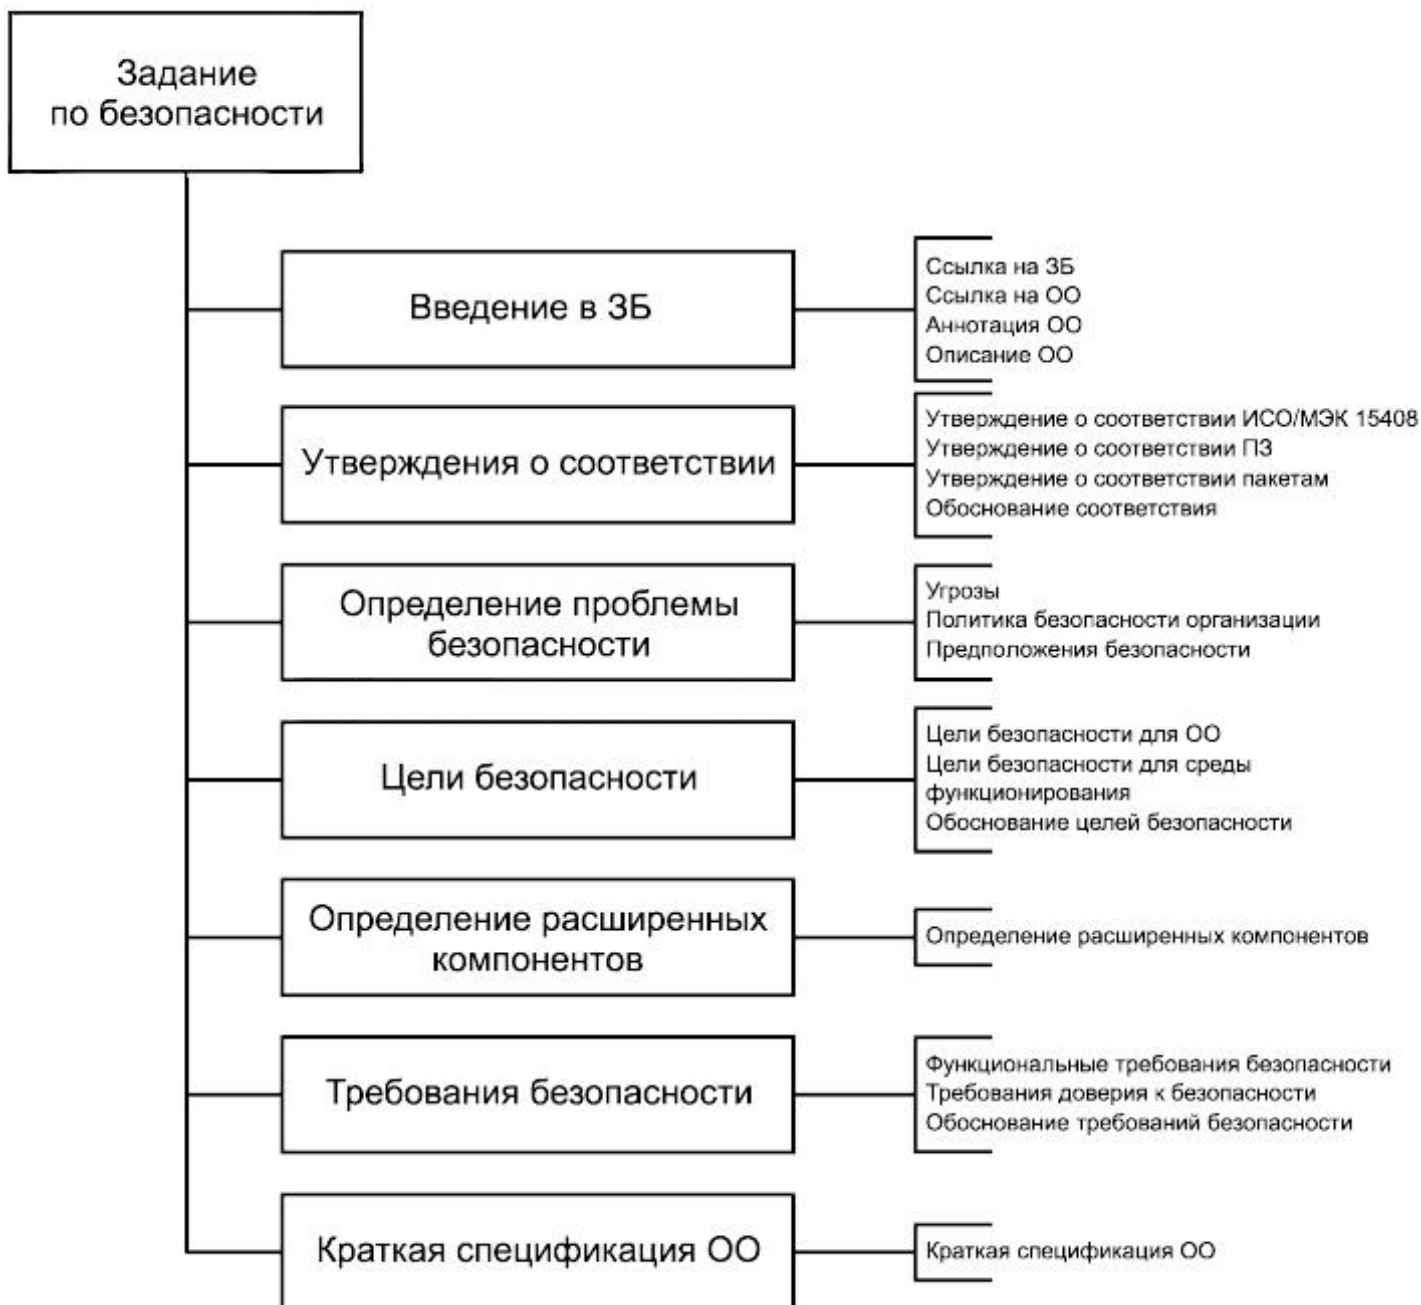 Задание
по безопасности
Введение в ЗБ
Ссылка на ЗБ
Ссылка на ОО
Аннотация ОО
Описание ОО
Утверждения о соответствии
Утверждение о соответствии ИСО/МЭК 15408
Утверждение о соответствии ПЗ
Утверждение о соответствии пакетам
Обоснование соответствия
Определение проблемы
безопасности
Угрозы
Политика безопасности организации
Предположения безопасности
Цели безопасности
Цели безопасности для ОО
Цели безопасности для среды
функционирования
Обоснование целей безопасности
Определение расширенных
компонентов
Определение расширенных компонентов
Требования безопасности
Функциональные требования безопасности
Требования доверия к безопасности
Обоснование требований безопасности
Краткая спецификация ОО
Краткая спецификация ОО